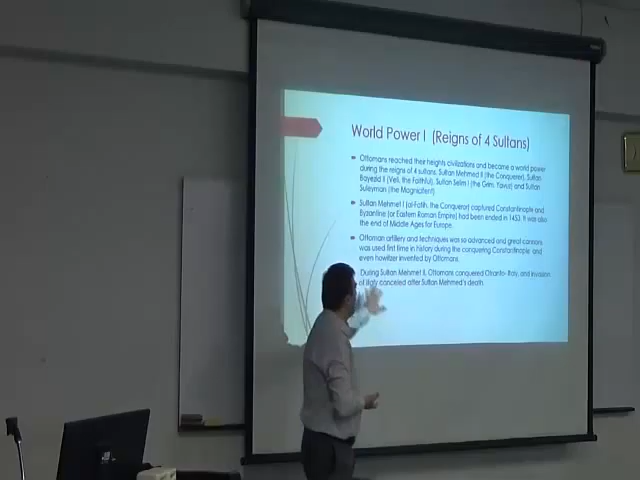 World Power I (Reigns of 4 Sultans)
Ottomans reached their heights civilizations and became a world power
during the reigns of 4 sultans. Sultan Mehmed II (the Conquerer), Sultan
Bayezid II (Veli, the Faithful), Sultan Selim I (the Grim, Yavuz) and Sultan
Suleyman (the Magnificent)
Sultan Mehmet I (al-Fatih, the Conqueror) captured Constantinople and
Byzantine (or Eastern Roman Empire) had been ended in 1453. It was also
the end of Middle Ages for Europe.
Ottoman artillery and techniques was so advanced and great cannons
was used first time in history during the conquering Constantinople and
even howitzer invented by Ottomans.
During Sultan Mehmet II, Ottomans conquered Otranto- Italy, and invasion
of Italy canceled after Sultan Mehmed's death.